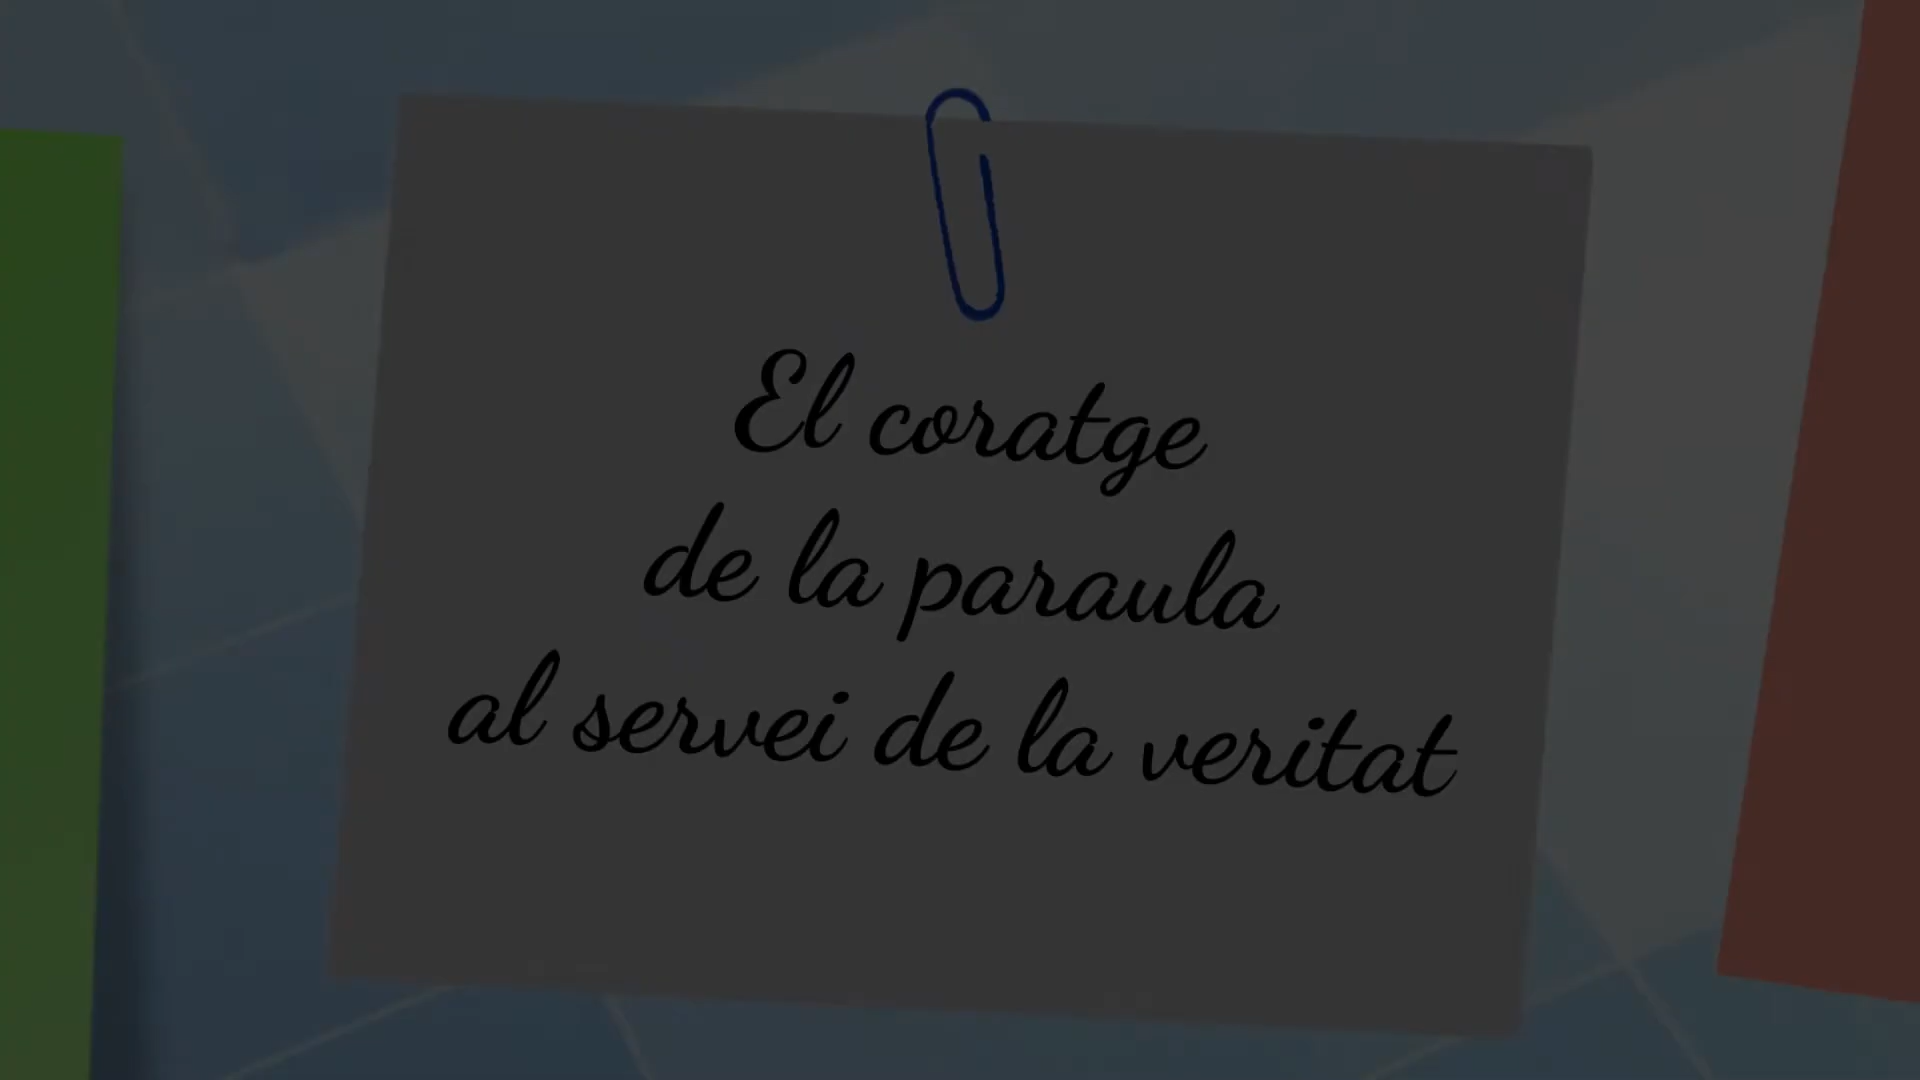 El coratge
de la paraula
al servei de la veritat